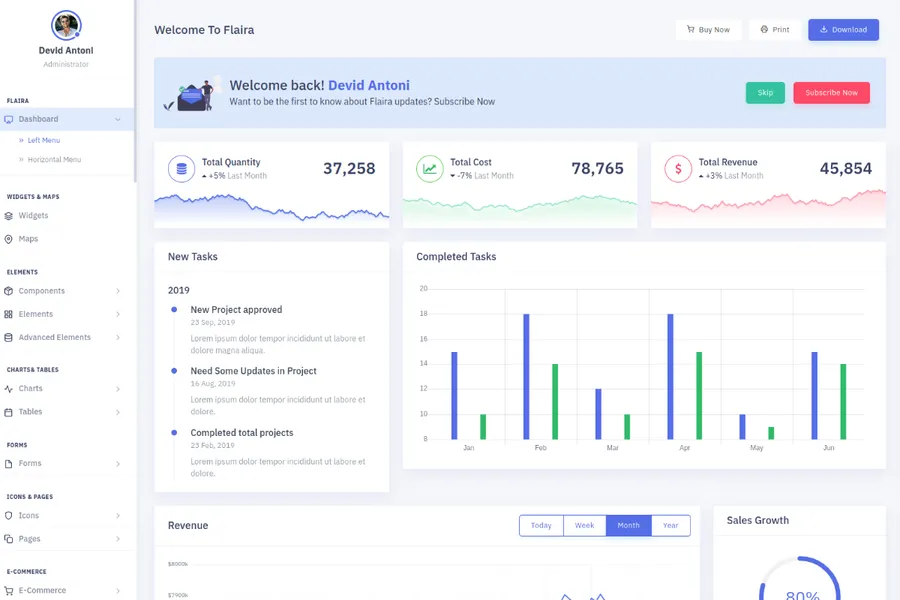 Devid Antoni
Administrator
FLAIRA
Dashboard
» Left Menu
» Horizontal Menu
WIDGETS & MAPS
Widgets
Maps
ELEMENTS
Components
Elements
Advanced Elements
CHARTS& TABLES
Charts
Tables
FORMS
Forms
ICONS & PAGES
Icons
Pages
E-COMMERCE
E-Commerce
Welcome To Flaira
Buy Now
Print
Download
Welcome back! Devid Antoni
Want to be the first to know about Flaira updates? Subscribe Now
Skip
Subscribe Now
Total Quantity
+5% Last Month
37,258
Total Cost
-7% Last Month
78,765
$
Total Revenue
+3% Last Month
45,854
New Tasks
2019
New Project approved
23 Sep, 2019
Lorem ipsum dolor tempor incididunt ut labore et
dolore magna aliqua.
Need Some Updates in Project
16 Aug, 2019
Lorem ipsum dolor tempor incididunt ut labore et
dolore.
Completed total projects
23 Feb, 2019
Lorem ipsum dolor tempor incididunt ut labore et
dolore.
Completed Tasks
20
18
16
14
12
10
8
Jan Feb Mar Apr May Jun
Revenue
Today Week Month Year
$8000k
$7900k
Sales Growth
80%